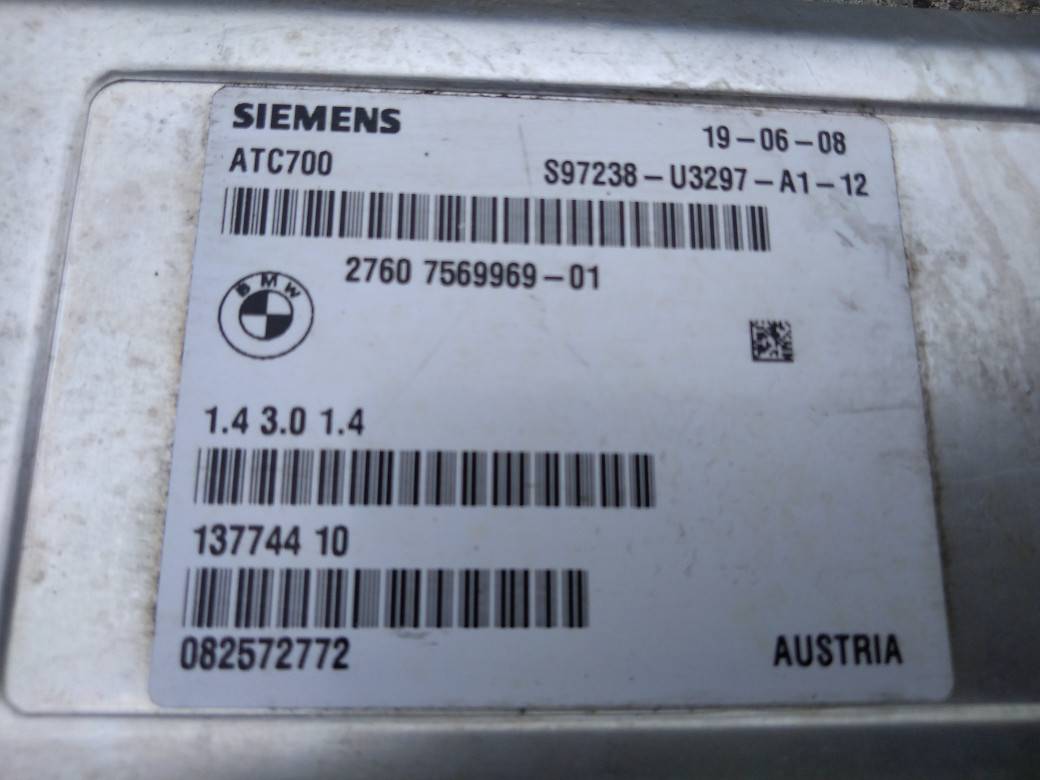 SIEMENS
19-06-08
ATC700
S97238-U3297-A1-12
2760 7569969-01
BMW
1.4 3.0 1.4
137744 10
082572772
AUSTRIA